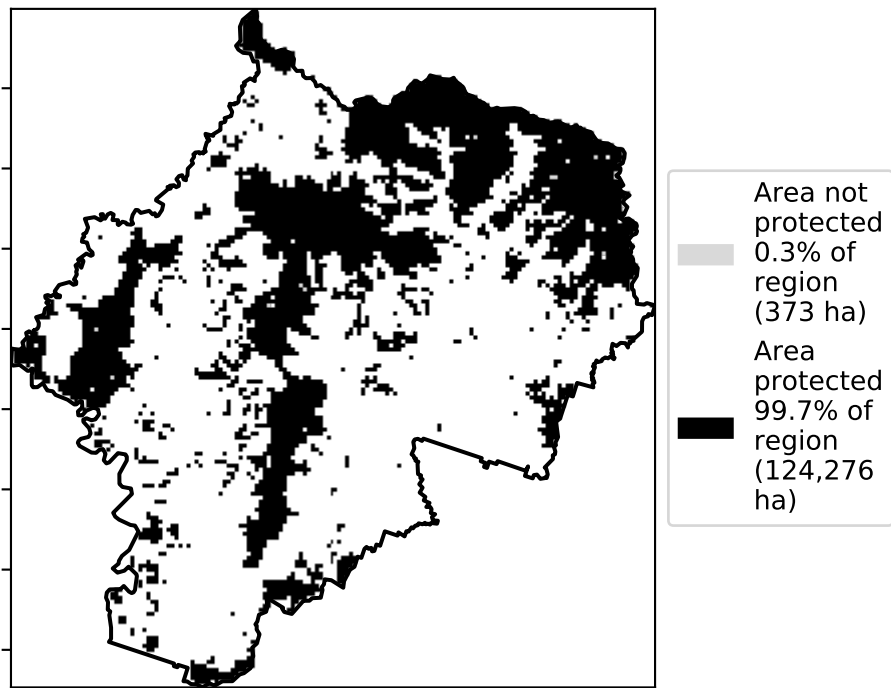 Area not
protected
0.3% of
region
(373 ha)
Area
protected
99.7% of
region
(124,276
ha)